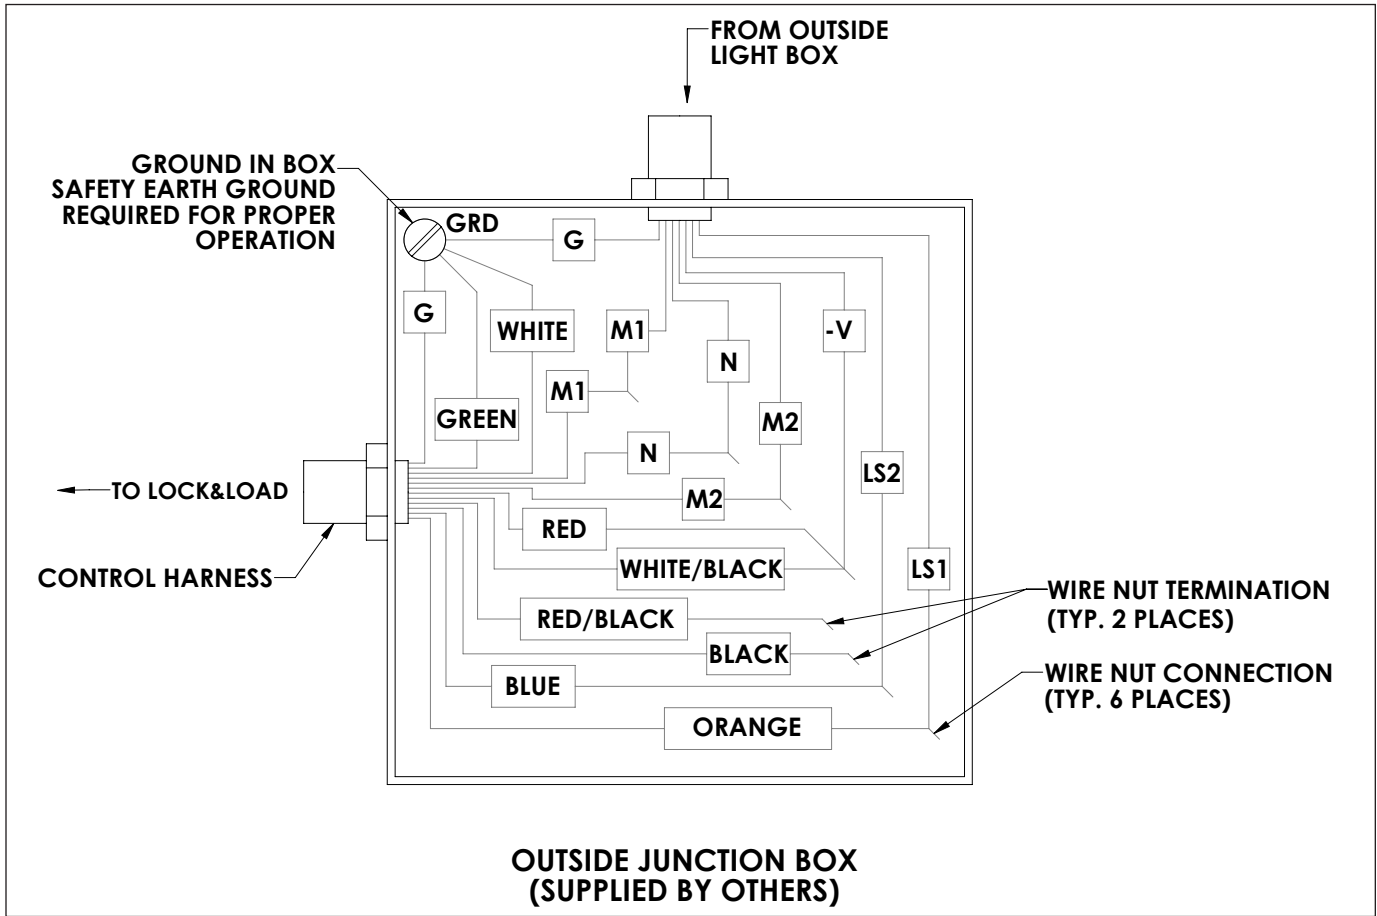 FROM OUTSIDE
LIGHT BOX
GROUND IN BOX
SAFETY EARTH GROUND
REQUIRED FOR PROPER
OPERATION
GRD
G
G
WHITE
M1
-V
N
M1
GREEN
M2
N
LS2
TO LOCK&LOAD
M2
RED
CONTROL HARNESS
WHITE/BLACK
LS1
WIRE NUT TERMINATION
(TYP. 2 PLACES)
RED/BLACK
BLACK
WIRE NUT CONNECTION
(TYP. 6 PLACES)
BLUE
ORANGE
OUTSIDE JUNCTION BOX
(SUPPLIED BY OTHERS)